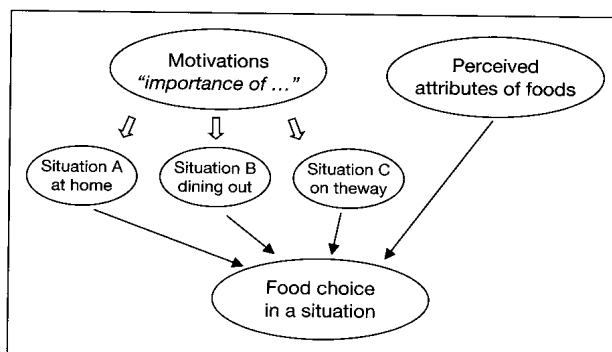 Motivations
"importance of ..."
Perceived
attributes of foods
Situation A
at home
Situation B
dining out
Situation C
on theway
Food choice
in a situation